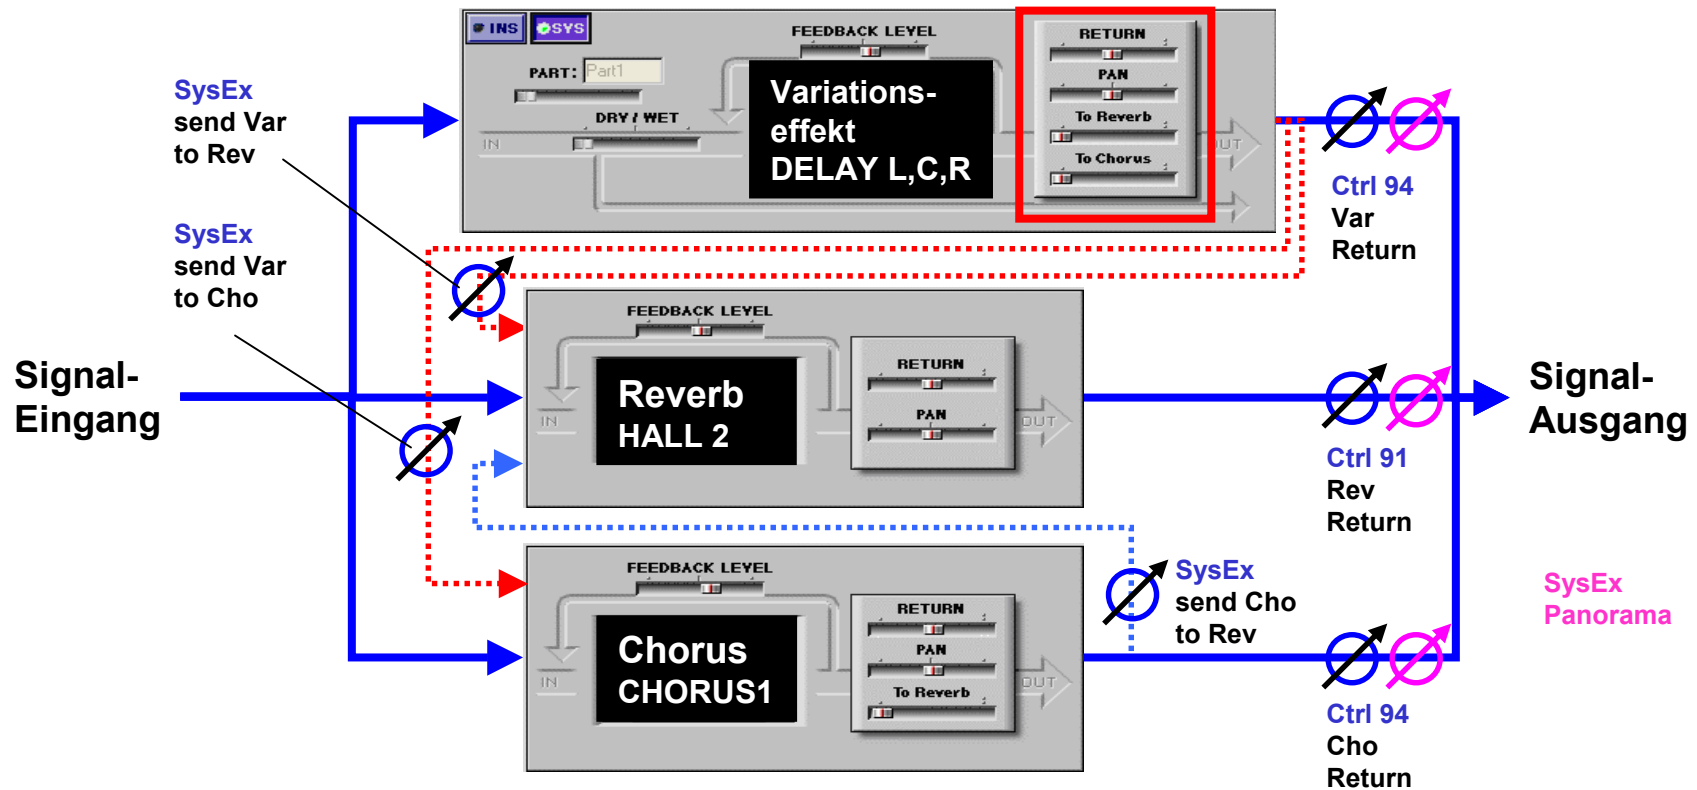 INS
SYS
FEEDBACK LEVEL
RETURN
PART: Part1
PAN
DRY / WET
To Reverb
IN
OUT
To Chorus
Variations-
effekt
DELAY L,C,R
SysEx
send Var
to Rev
SysEx
send Var
to Cho
Ctrl 94
Var
Return
Signal-
Eingang
FEEDBACK LEVEL
RETURN
PAN
IN
OUT
Reverb
HALL 2
Ctrl 91
Rev
Return
Signal-
Ausgang
FEEDBACK LEVEL
RETURN
PAN
To Reverb
IN
OUT
Chorus
CHORUS1
SysEx
send Cho
to Rev
SysEx
Panorama
Ctrl 94
Cho
Return